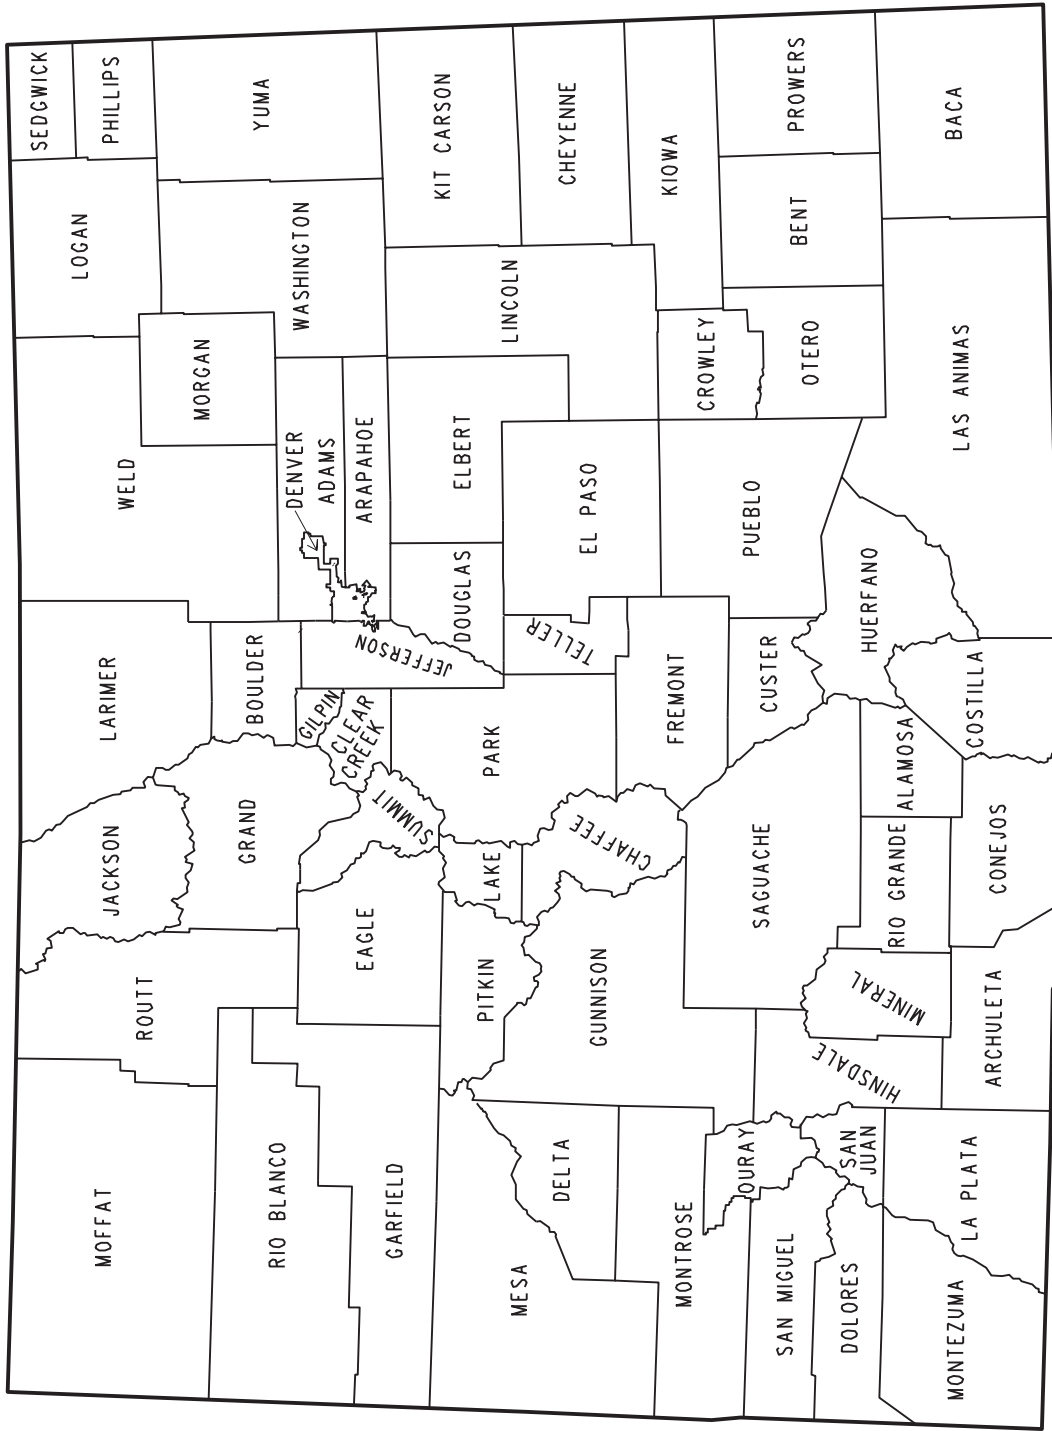 MOFFAT
ROUTT
JACKSON
LARIMER
WELD
LOGAN
SEDGWICK
PHILLIPS
MORGAN
WASHINGTON
YUMA
RIO BLANCO
GRAND
BOULDER
GILPIN
CLEAR
CREEK
DENVER
ADAMS
ARAPAHOE
JEFFERSON
GARFIELD
EAGLE
SUMMIT
DOUGLAS
ELBERT
LINCOLN
KIT CARSON
MESA
PITKIN
LAKE
PARK
TELLER
EL PASO
CHEYENNE
DELTA
GUNNISON
CHAFFEE
FREMONT
PUEBLO
CROWLEY
KIOWA
MONTROSE
OURAY
SAGUACHE
CUSTER
OTERO
BENT
PROWERS
SAN MIGUEL
DOLORES
SAN
JUAN
HINSDALE
MINERAL
RIO GRANDE
ALAMOSA
HUERFANO
MONTEZUMA
LA PLATA
ARCHULETA
CONEJOS
COSTILLA
LAS ANIMAS
BACA